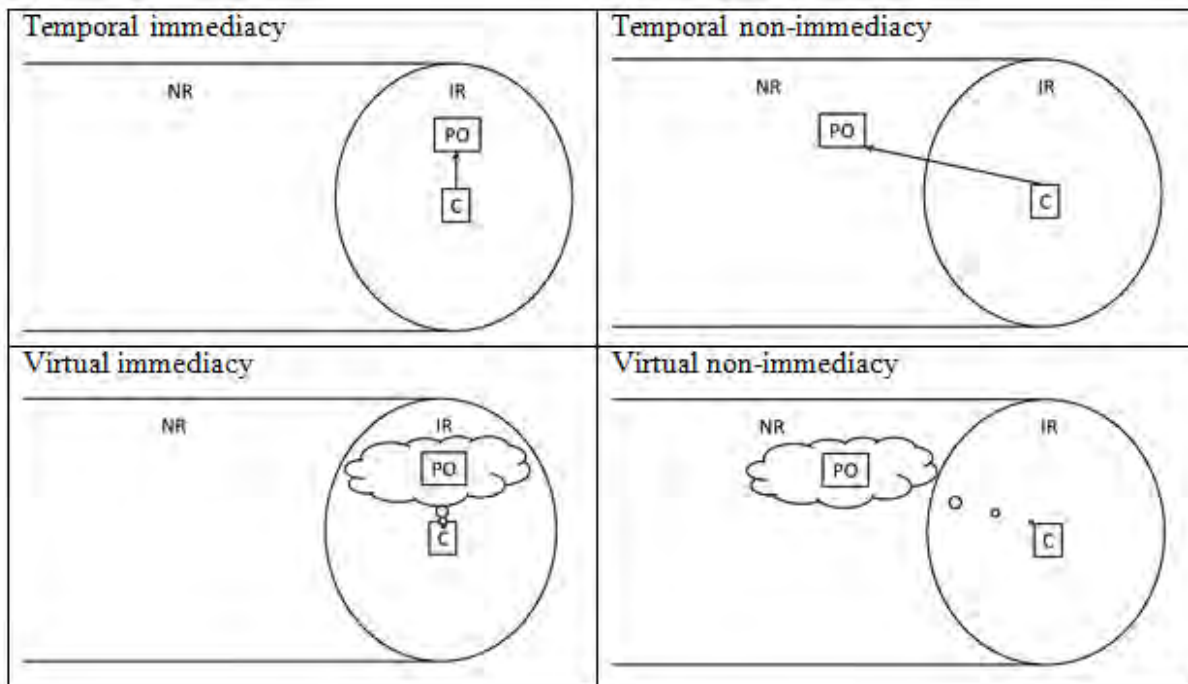 Temporal immediacy
NR
IR
PO
C
Temporal non-immediacy
NR
IR
PO
C
Virtual immediacy
NR
IR
PO
C
Virtual non-immediacy
NR
IR
PO
C